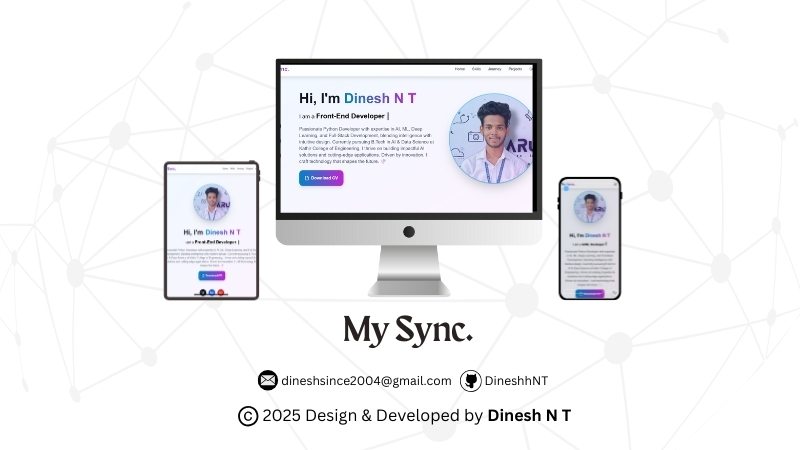 nc.
Home Skills Journey Projects
Hi, I'm Dinesh N T
I am a Front-End Developer |
Passionate Python Developer with expertise in AI, ML, Deep
Learning, and Full-Stack Development, blending intelligence with
intuitive design. Currently pursuing B.Tech in AI & Data Science at
Kathir College of Engineering, I thrive on building impactful AI
solutions and cutting-edge applications. Driven by innovation, I
craft technology that shapes the future.
Download CV
ARU
Hi, I'm Dinesh N T
I am a Front-End Developer |
Hi, I'm Dinesh N T
My Sync.
dineshsince2004@gmail.com DineshhNT
© 2025 Design & Developed by Dinesh N T